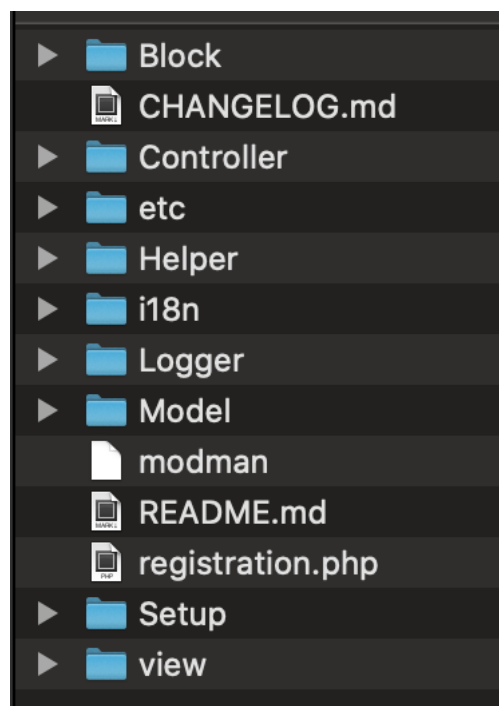 Block
CHANGELOG.md
Controller
etc
Helper
i18n
Logger
Model
modman
README.md
registration.php
Setup
view